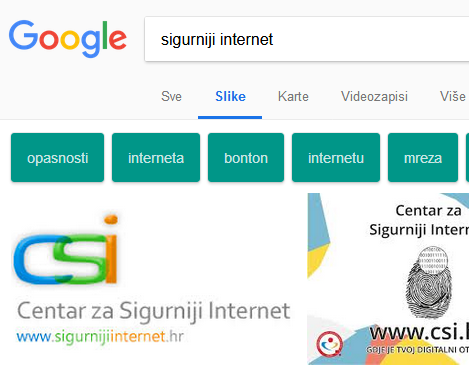 Google
sigurniji internet
Sve Slike Karte Videozapisi Više
opasnosti interneta bonton internetu mreza
csi
Centar za Sigurniji Internet
www.sigurnijiinternet.hr
Centar za
Sigurniji Intern
www.csi.
GDJE JE TVOJ DIGITALNI OT